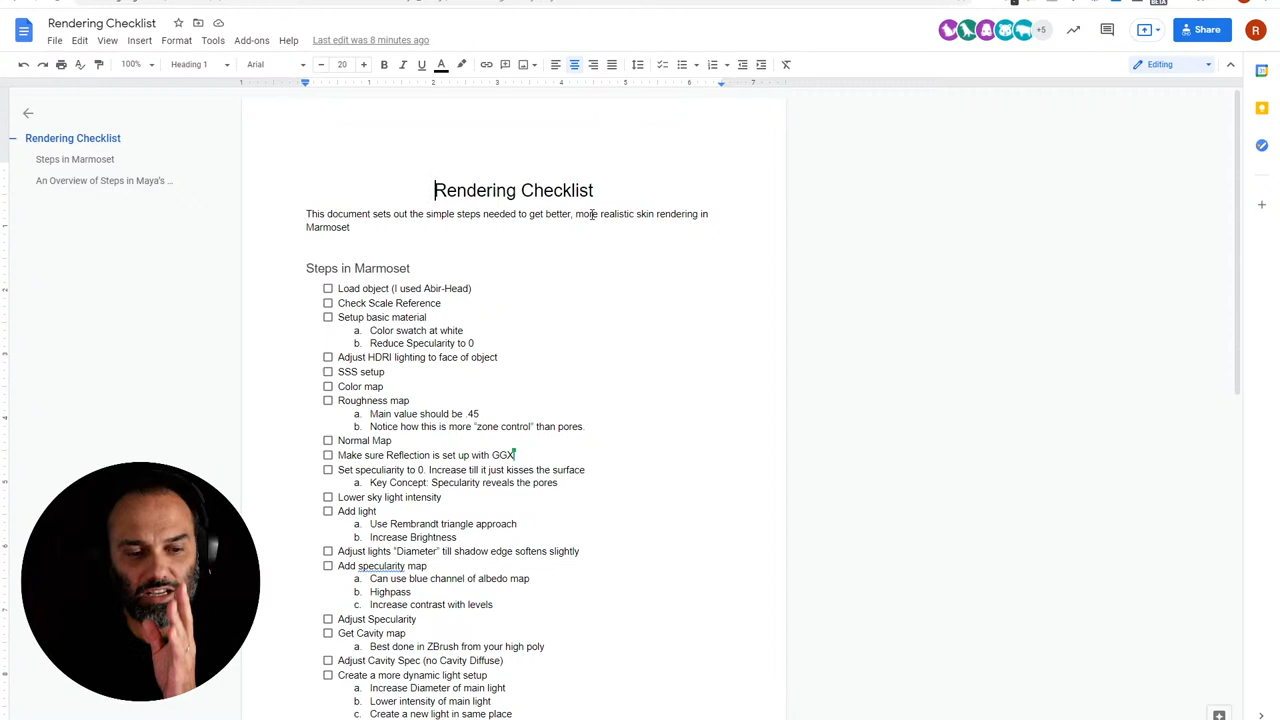 BETA
Rendering Checklist
File Edit View Insert Format Tools Add-ons Help Last edit was 8 minutes ago
+5
Share
R
100% Heading 1 Arial 20 B I U A Editing
1 1 2 3 4 5 6 7
Rendering Checklist
Steps in Marmoset
An Overview of Steps in Maya's ...
Rendering Checklist
This document sets out the simple steps needed to get better, more realistic skin rendering in
Marmoset
Steps in Marmoset
Load object (I used Abir-Head)
Check Scale Reference
Setup basic material
a. Color swatch at white
b. Reduce Specularity to 0
Adjust HDRI lighting to face of object
SSS setup
Color map
Roughness map
a. Main value should be .45
b. Notice how this is more “zone control” than pores.
Normal Map
Make sure Reflection is set up with GGX
Set speculiarity to 0. Increase till it just kisses the surface
a. Key Concept: Specularity reveals the pores
Lower sky light intensity
Add light
a. Use Rembrandt triangle approach
b. Increase Brightness
Adjust lights “Diameter” till shadow edge softens slightly
Add specularity map
a. Can use blue channel of albedo map
b. Highpass
c. Increase contrast with levels
Adjust Specularity
Get Cavity map
a. Best done in ZBrush from your high poly
Adjust Cavity Spec (no Cavity Diffuse)
Create a more dynamic light setup
a. Increase Diameter of main light
b. Lower intensity of main light
c. Create a new light in same place